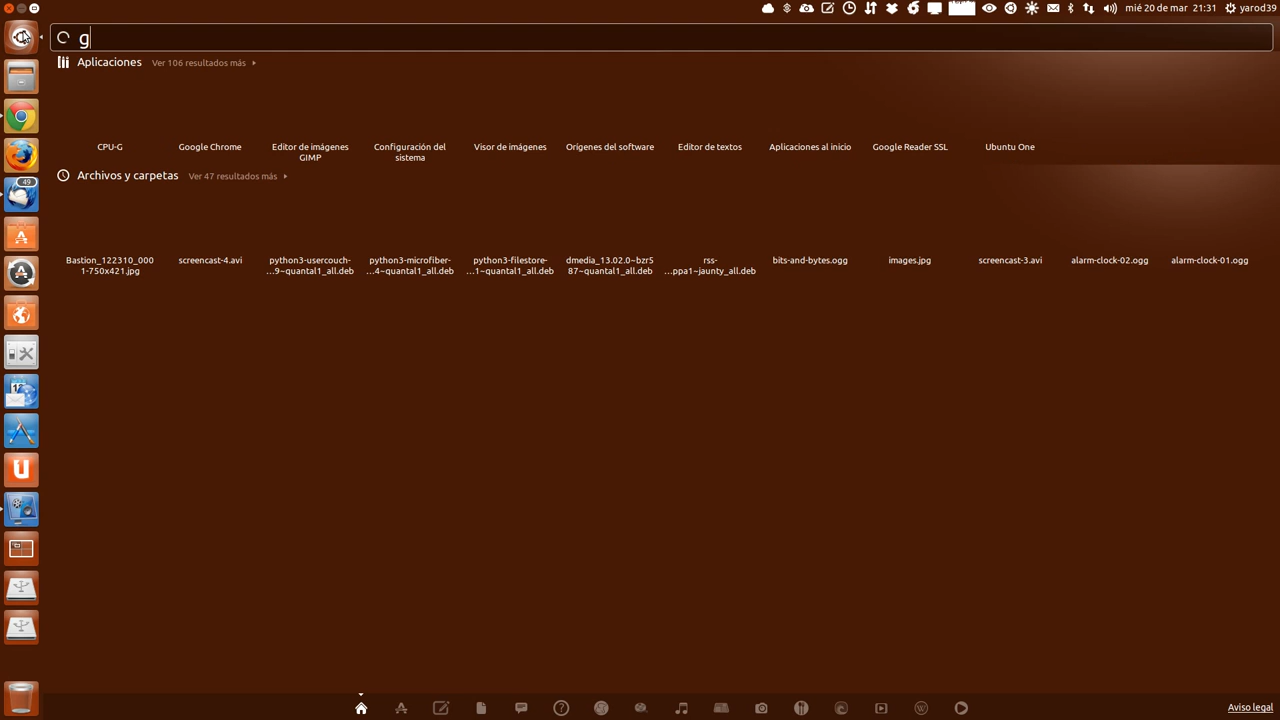 mié 20 de mar 21:31 yarod39
g
Aplicaciones Ver 106 resultados más
CPU-G Google Chrome Editor de imágenes Configuración del Visor de imágenes Orígenes del software Editor de textos Aplicaciones al inicio Google Reader SSL Ubuntu One
GIMP sistema
Archivos y carpetas Ver 47 resultados más
Bastion_122310_000 screencast-4.avi python3-usercouch- python3-microfiber- python3-filestore- dmedia_13.02.0~bzr5 rss- bits-and-bytes.ogg images.jpg screencast-3.avi alarm-clock-02.ogg alarm-clock-01.ogg
1-750x421.jpg ...9~quantal1_all.deb ...4~quantal1_all.deb ...1~quantal1_all.deb 87~quantal1_all.deb ...ppa1~jaunty_all.deb
49
Aviso legal